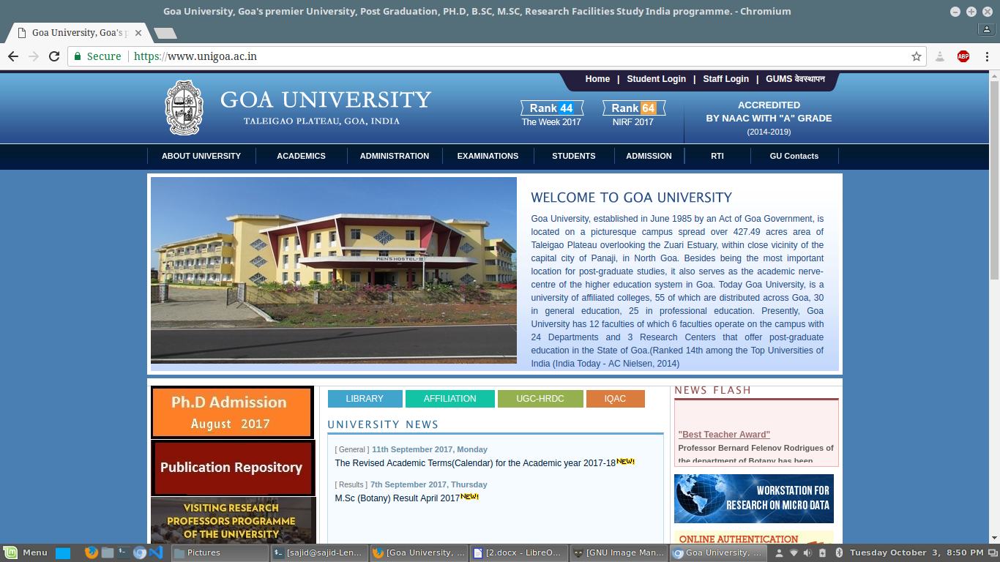 Goa University, Goa's premier University, Post Graduation, PH.D, B.SC, M.SC, Research Facilities Study India programme. - Chromium
Goa University, Goa's p
Secure https://www.unigoa.ac.in
ABP
Home | Student Login | Staff Login | GUMS वेवस्थापन
GOA UNIVERSITY
TALEIGAO PLATEAU, GOA, INDIA
Rank 44
The Week 2017
Rank 64
NIRF 2017
ACCREDITED
BY NAAC WITH "A" GRADE
(2014-2019)
ABOUT UNIVERSITY ACADEMICS ADMINISTRATION EXAMINATIONS STUDENTS ADMISSION RTI GU Contacts
MEN'S HOSTEL-III
WELCOME TO GOA UNIVERSITY
Goa University, established in June 1985 by an Act of Goa Government, is
located on a picturesque campus spread over 427.49 acres area of
Taleigao Plateau overlooking the Zuari Estuary, within close vicinity of the
capital city of Panaji, in North Goa. Besides being the most important
location for post-graduate studies, it also serves as the academic nerve-
centre of the higher education system in Goa. Today Goa University, is a
university of affiliated colleges, 55 of which are distributed across Goa, 30
in general education, 25 in professional education. Presently, Goa
University has 12 faculties of which 6 faculties operate on the campus with
24 Departments and 3 Research Centers that offer post-graduate
education in the State of Goa.(Ranked 14th among the Top Universities of
India (India Today - AC Nielsen, 2014)
Ph.D Admission
August 2017
Publication Repository
VISITING RESEARCH
PROFESSORS PROGRAMME
OF THE UNIVERSITY
LIBRARY AFFILIATION UGC-HRDC IQAC
UNIVERSITY NEWS
[ General ] 11th September 2017, Monday
The Revised Academic Terms(Calendar) for the Academic year 2017-18 NEW!
[ Results ] 7th September 2017, Thursday
M.Sc (Botany) Result April 2017 NEW!
NEWS FLASH
"Best Teacher Award"
Professor Bernard Felenov Rodrigues of
the department of Botany has been
WORKSTATION FOR
RESEARCH ON MICRO DATA
ONLINE AUTHENTICATION
Menu Pictures [sajid@sajid-Len... [Goa University, ... [2.docx - LibreO... [GNU Image Man... Goa University, ... Tuesday October 3, 8:50 PM